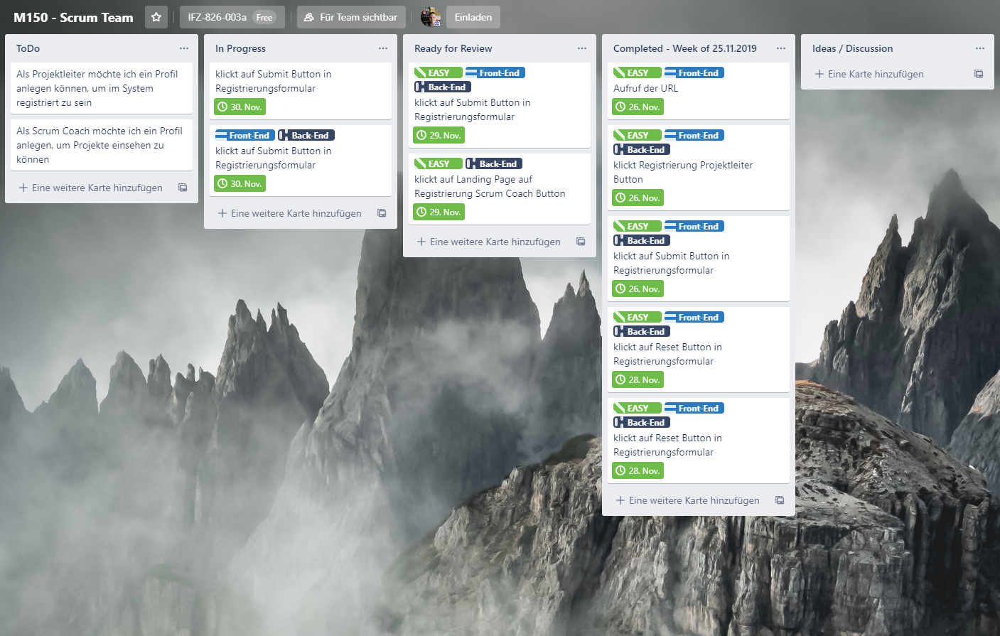 M150 - Scrum Team
IFZ-826-003a Free
Für Team sichtbar
Einladen
ToDo
Als Projektleiter möchte ich ein Profil
anlegen können, um im System
registriert zu sein
Als Scrum Coach möchte ich ein Profil
anlegen, um Projekte einsehen zu
können
Eine weitere Karte hinzufügen
In Progress
klickt auf Submit Button in
Registrierungsformular
30. Nov.
Front-End Back-End
klickt auf Submit Button in
Registrierungsformular
30. Nov.
Eine weitere Karte hinzufügen
Ready for Review
EASY Front-End
Back-End
klickt auf Submit Button in
Registrierungsformular
29. Nov.
EASY Back-End
klickt auf Landing Page auf
Registrierung Scrum Coach Button
29. Nov.
Eine weitere Karte hinzufügen
Completed - Week of 25.11.2019
EASY Front-End
Aufruf der URL
26. Nov.
EASY Front-End
Back-End
klickt Registrierung Projektleiter
Button
26. Nov.
EASY Front-End
Back-End
klickt auf Submit Button in
Registrierungsformular
26. Nov.
EASY Front-End
Back-End
klickt auf Reset Button in
Registrierungsformular
28. Nov.
EASY Front-End
Back-End
klickt auf Reset Button in
Registrierungsformular
28. Nov.
Eine weitere Karte hinzufügen
Ideas / Discussion
Eine Karte hinzufügen